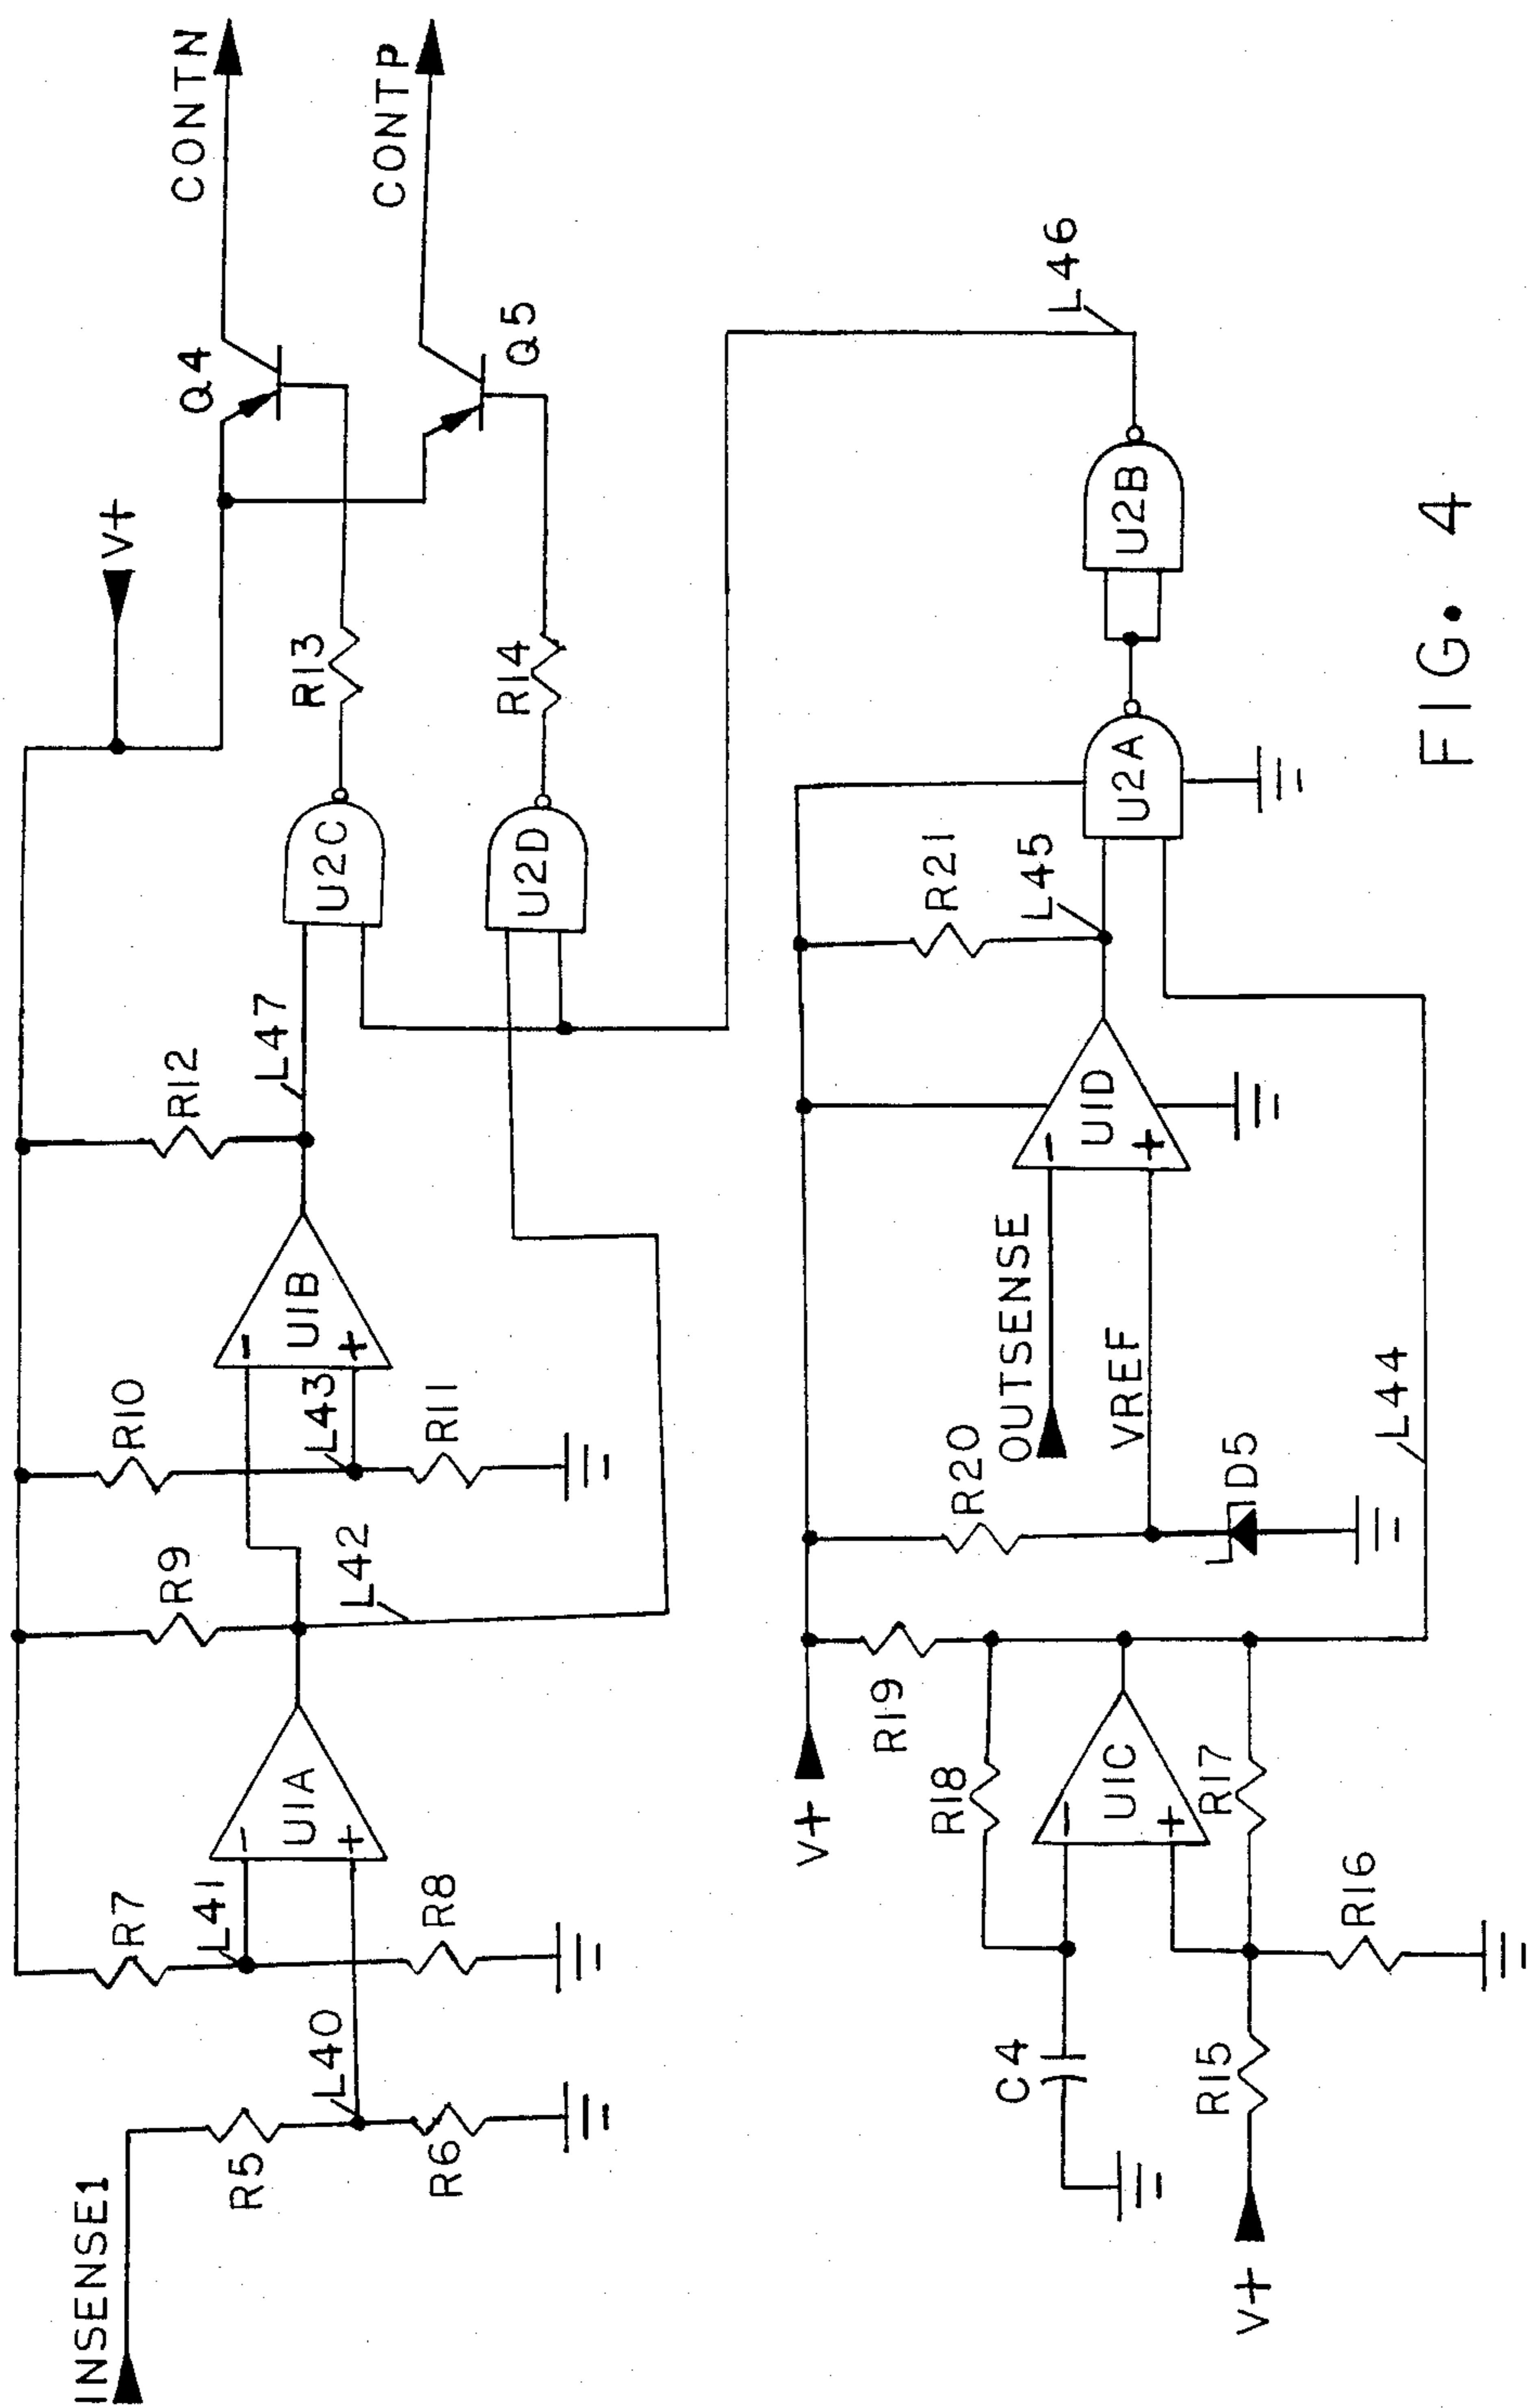 INSENSE1
R5
L40
R6
R7
L41
R8
-
+
U1A
R9
L42
R10
L43
R11
-
+
U1B
R12
L47
U2C
U2D
R13
R14
V+
Q4
Q5
CONTN
CONTP
V+
R15
C4
R16
R17
R18
-
+
U1C
R19
R20
D5
L44
OUTSENSE
VREF
-
+
U1D
R21
L45
U2A
U2B
L46
V+
FIG. 4